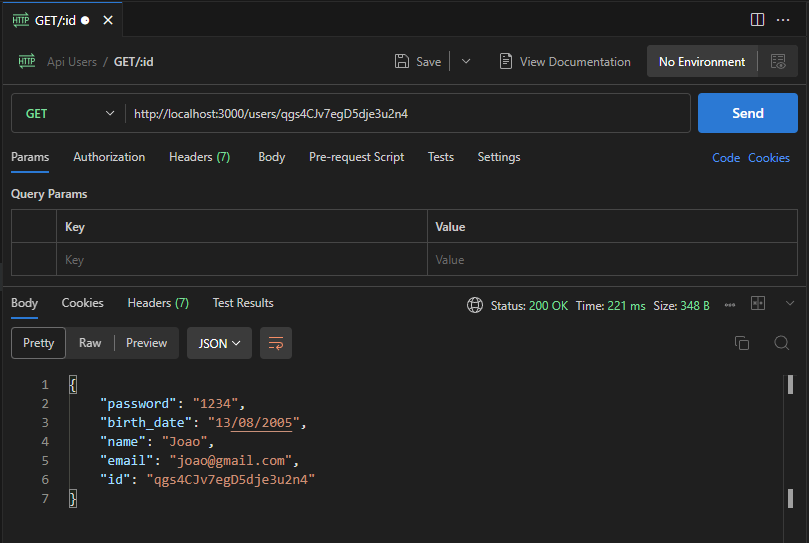 HTTP GET/:id
HTTP Api Users / GET/:id Save View Documentation No Environment
GET http://localhost:3000/users/qgs4CJv7egD5dje3u2n4 Send
Params Authorization Headers (7) Body Pre-request Script Tests Settings Code Cookies
Query Params
Key Value
Key Value
Body Cookies Headers (7) Test Results Status: 200 OK Time: 221 ms Size: 348 B
Pretty Raw Preview JSON
1 {
2 "password": "1234",
3 "birth_date": "13/08/2005",
4 "name": "Joao",
5 "email": "joao@gmail.com",
6 "id": "qgs4CJv7egD5dje3u2n4"
7 }